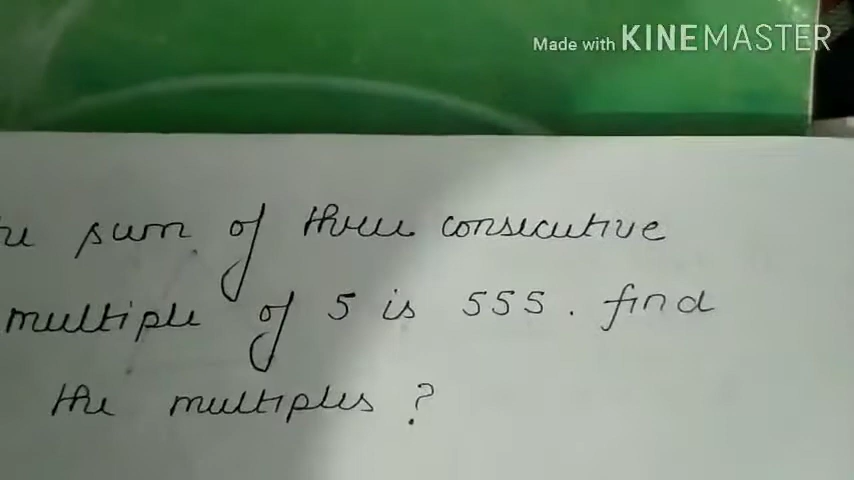 Made with KINEMASTER
sum of three consecutive
multiple of 5 is 555. find
the multiples ?